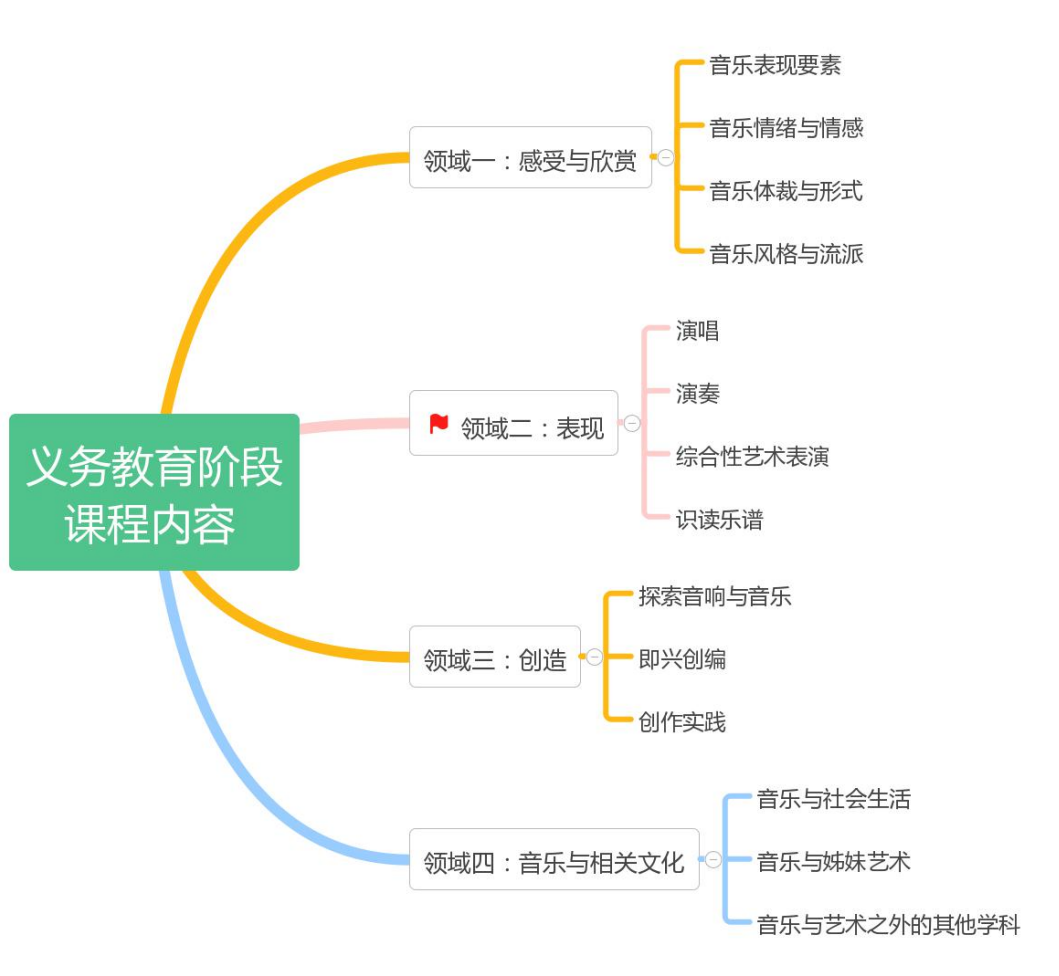 义务教育阶段
课程内容
领域一：感受与欣赏
音乐表现要素
音乐情绪与情感
音乐体裁与形式
音乐风格与流派
领域二：表现
演唱
演奏
综合性艺术表演
识读乐谱
领域三：创造
探索音响与音乐
即兴创编
创作实践
领域四：音乐与相关文化
音乐与社会生活
音乐与姊妹艺术
音乐与艺术之外的其他学科